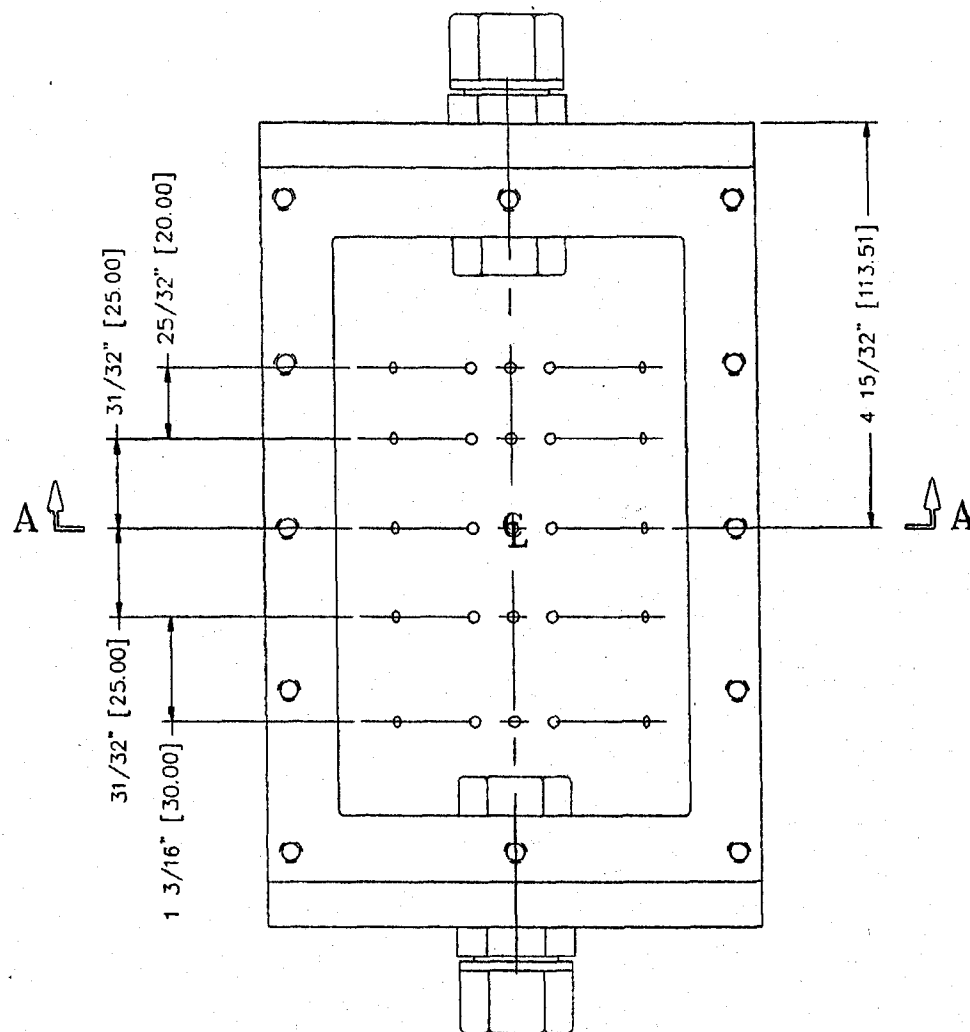 25/32" [20.00]
31/32" [25.00]
4 15/32" [113.51]
A
A
℄
31/32" [25.00]
1 3/16" [30.00]